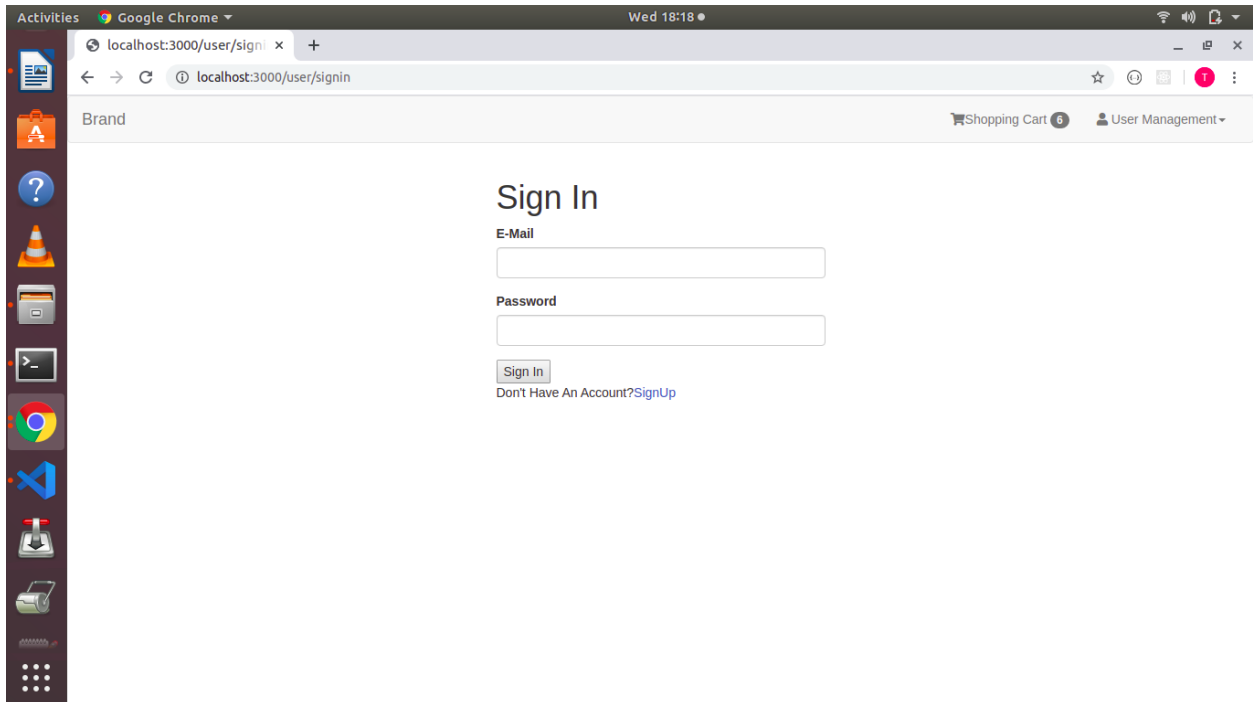 Activities Google Chrome Wed 18:18
localhost:3000/user/signi
localhost:3000/user/signin T
Brand Shopping Cart 6 User Management
Sign In
E-Mail
Password
Sign In
Don't Have An Account?SignUp